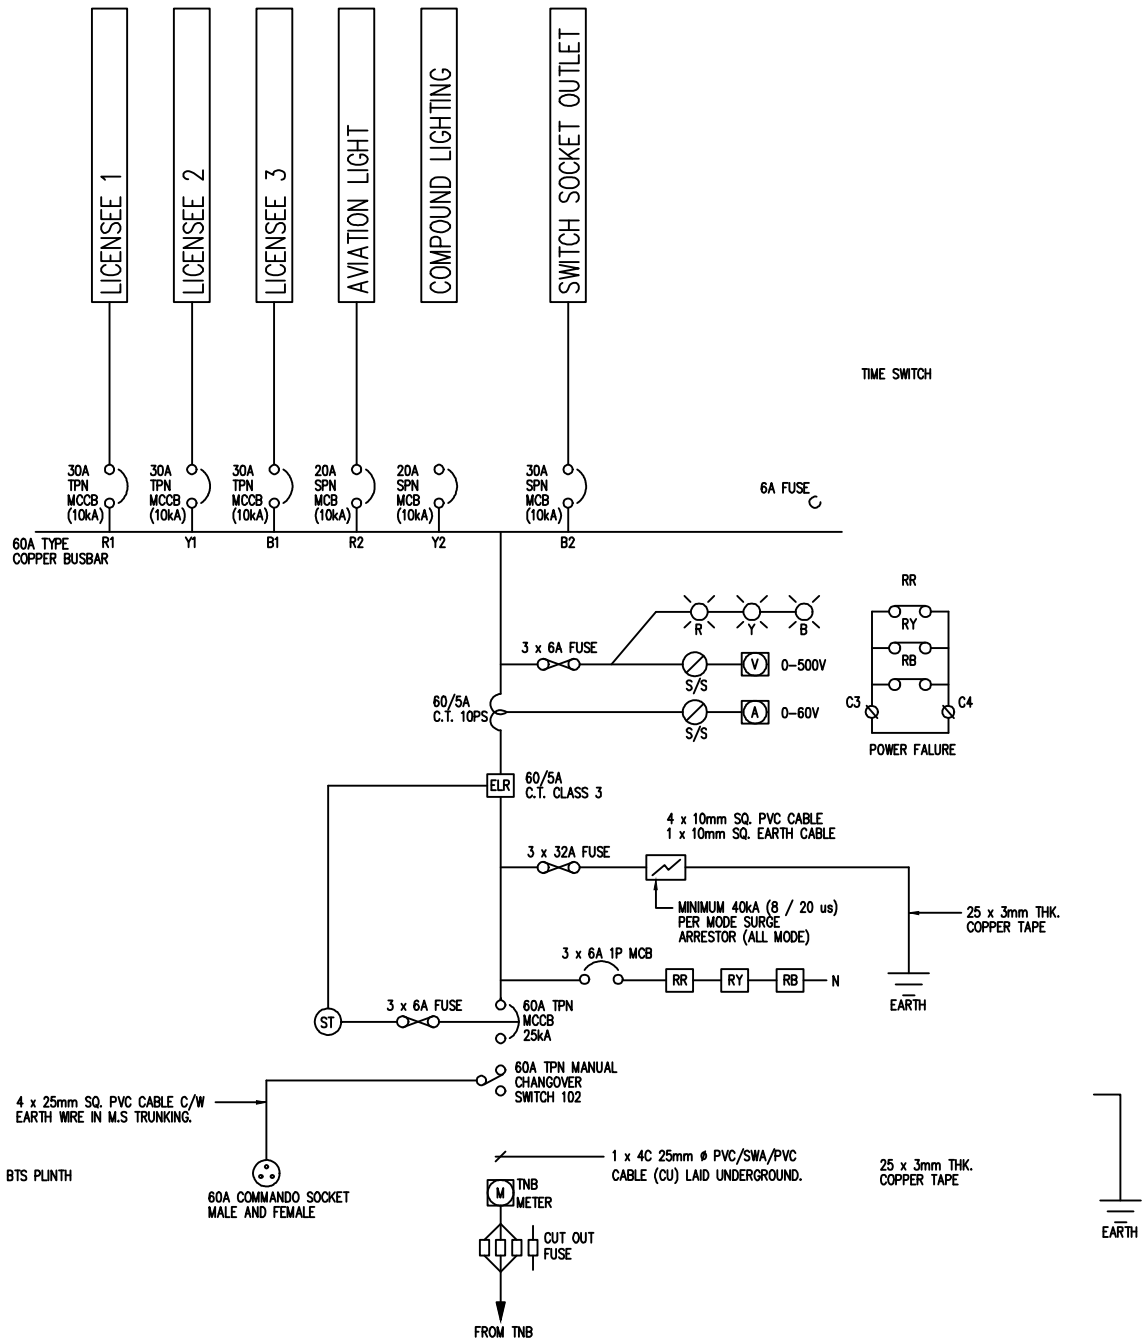 LICENSEE 1
LICENSEE 2
LICENSEE 3
AVIATION LIGHT
COMPOUND LIGHTING
SWITCH SOCKET OUTLET
TIME SWITCH
30A
TPN
MCCB
(10kA)
30A
TPN
MCCB
(10kA)
30A
TPN
MCCB
(10kA)
20A
SPN
MCB
(10kA)
20A
SPN
MCB
(10kA)
30A
SPN
MCB
(10kA)
6A FUSE
60A TYPE
COPPER BUSBAR
R1
Y1
B1
R2
Y2
B2
RR
RY
RB
C3
C4
POWER FALURE
R
Y
B
3 x 6A FUSE
V
0-500V
S/S
60/5A
C.T. 10PS
A
0-60V
S/S
ELR
60/5A
C.T. CLASS 3
4 x 10mm SQ. PVC CABLE
1 x 10mm SQ. EARTH CABLE
3 x 32A FUSE
MINIMUM 40kA (8 / 20 us)
PER MODE SURGE
ARRESTOR (ALL MODE)
25 x 3mm THK.
COPPER TAPE
3 x 6A 1P MCB
RR
RY
RB
N
EARTH
ST
3 x 6A FUSE
60A TPN
MCCB
25kA
60A TPN MANUAL
CHANGOVER
SWITCH 102
4 x 25mm SQ. PVC CABLE C/W
EARTH WIRE IN M.S TRUNKING.
BTS PLINTH
60A COMMANDO SOCKET
MALE AND FEMALE
1 x 4C 25mm ø PVC/SWA/PVC
CABLE (CU) LAID UNDERGROUND.
25 x 3mm THK.
COPPER TAPE
M
TNB
METER
CUT OUT
FUSE
EARTH
FROM TNB